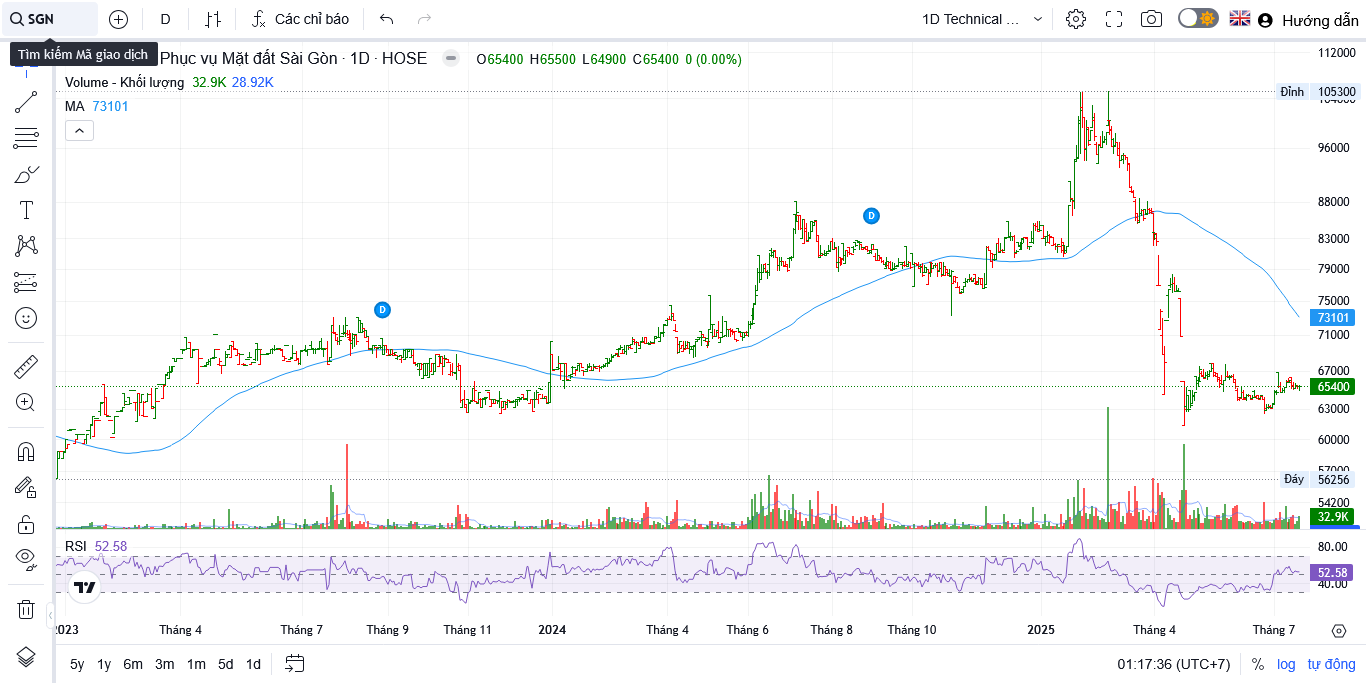 SGN
D
Các chỉ báo
1D Technical ...
Hướng dẫn
Tìm kiếm Mã giao dịch
Phục vụ Mặt đất Sài Gòn · 1D · HOSE
O65400 H65500 L64900 C65400 0 (0.00%)
Volume - Khối lượng 32.9K 28.92K
MA 73101
112000
Đỉnh 105300
104000
96000
88000
83000
79000
75000
73101
71000
67000
65400
63000
60000
57000
Đáy 56256
54200
32.9K
D
D
RSI 52.58
80.00
52.58
40.00
2023 Tháng 4 Tháng 7 Tháng 9 Tháng 11 2024 Tháng 4 Tháng 6 Tháng 8 Tháng 10 2025 Tháng 4 Tháng 7
5y 1y 6m 3m 1m 5d 1d
01:17:36 (UTC+7) % log tự động